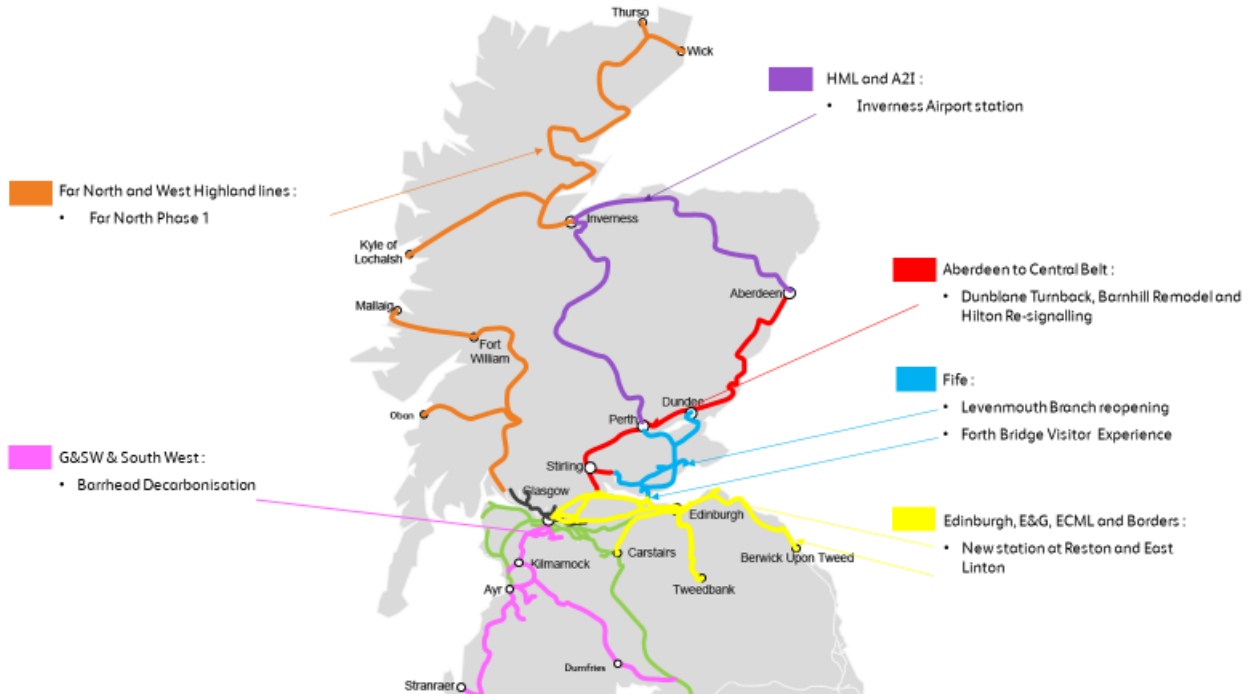 Thurso
Wick
HML and A2I :
• Inverness Airport station
Far North and West Highland lines :
• Far North Phase 1
Inverness
Kyle of
Lochalsh
Aberdeen to Central Belt :
• Dunblane Turnback, Barnhill Remodel and
Hilton Re-signalling
Aberdeen
Mallaig
Fort
William
Fife :
• Levenmouth Branch reopening
• Forth Bridge Visitor Experience
Dundee
Oban
Perth
G&SW & South West :
• Barrhead Decarbonisation
Stirling
Glasgow
Edinburgh
Edinburgh, E&G, ECML and Borders :
• New station at Reston and East
Linton
Carstairs
Berwick Upon Tweed
Kilmarnock
Tweedbank
Ayr
Dumfries
Stranraer